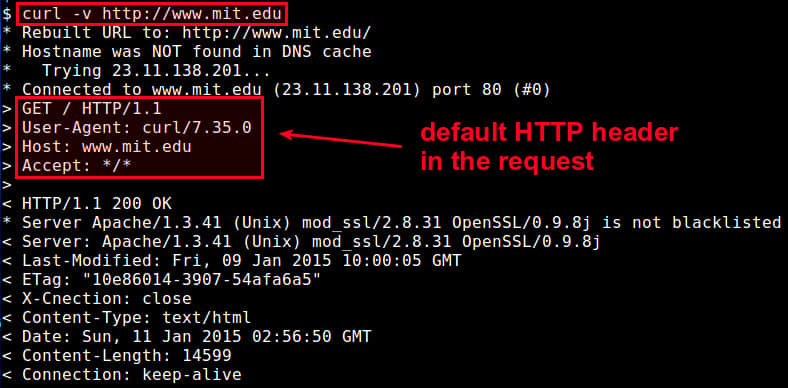 $ curl -v http://www.mit.edu
* Rebuilt URL to: http://www.mit.edu/
* Hostname was NOT found in DNS cache
*   Trying 23.11.138.201...
* Connected to www.mit.edu (23.11.138.201) port 80 (#0)
> GET / HTTP/1.1
> User-Agent: curl/7.35.0
> Host: www.mit.edu
> Accept: */*
>
default HTTP header
in the request
< HTTP/1.1 200 OK
* Server Apache/1.3.41 (Unix) mod_ssl/2.8.31 OpenSSL/0.9.8j is not blacklisted
< Server: Apache/1.3.41 (Unix) mod_ssl/2.8.31 OpenSSL/0.9.8j
< Last-Modified: Fri, 09 Jan 2015 10:00:05 GMT
< ETag: "10e86014-3907-54afa6a5"
< X-Cnection: close
< Content-Type: text/html
< Date: Sun, 11 Jan 2015 02:56:50 GMT
< Content-Length: 14599
< Connection: keep-alive